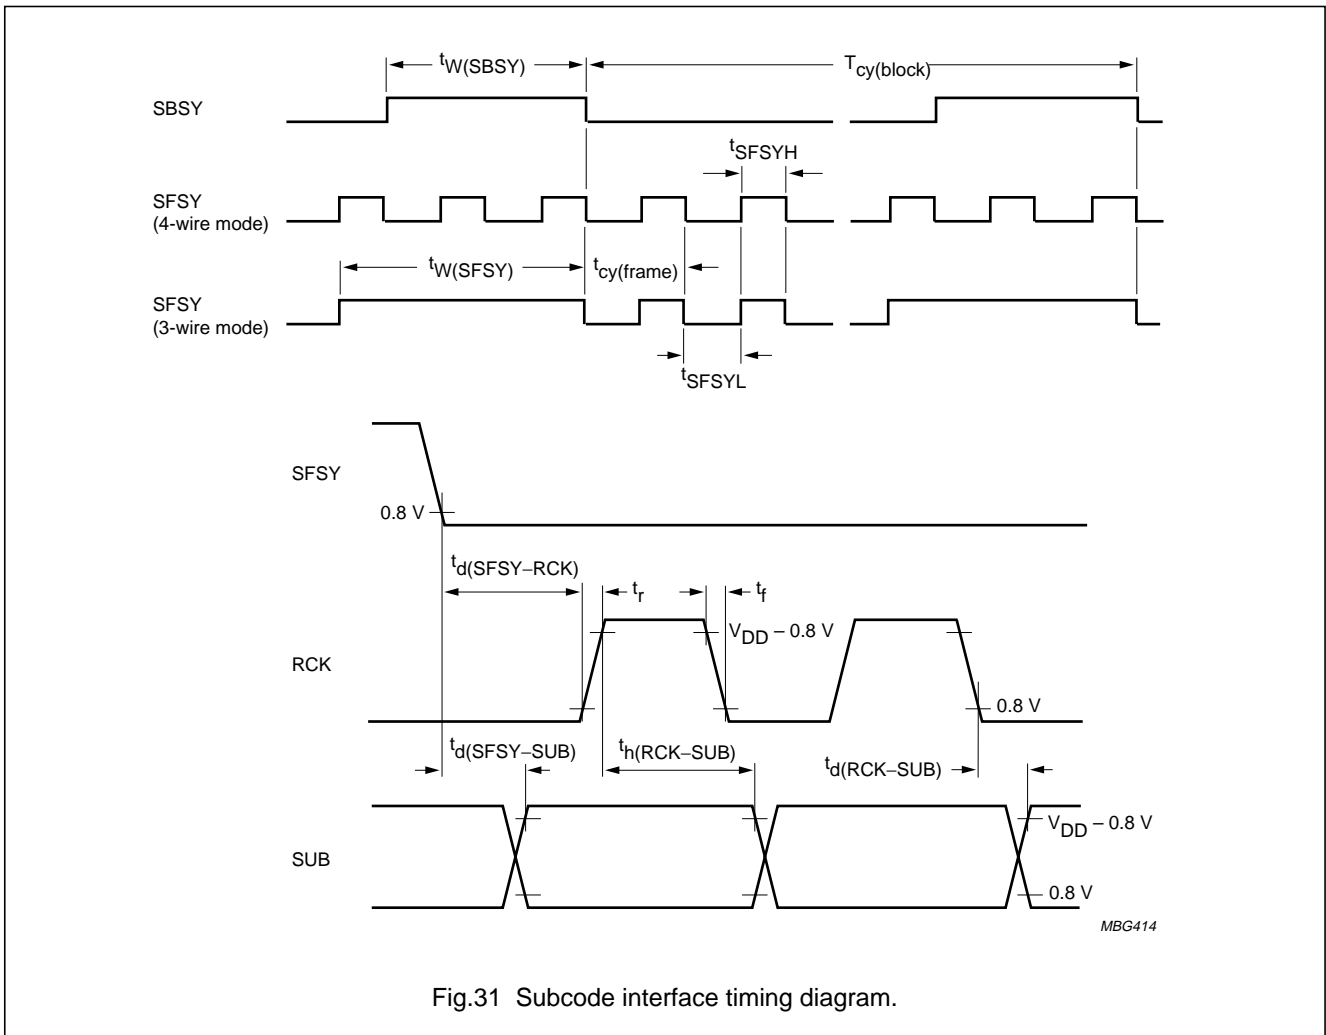 tW(SBSY)
Tcy(block)
SBSY
tSFSYH
SFSY
(4-wire mode)
tW(SFSY)
tcy(frame)
SFSY
(3-wire mode)
tSFSYL
SFSY
0.8 V
td(SFSY–RCK)
tr
tf
VDD – 0.8 V
RCK
0.8 V
td(SFSY–SUB)
th(RCK–SUB)
td(RCK–SUB)
VDD – 0.8 V
SUB
0.8 V
MBG414
Fig.31 Subcode interface timing diagram.